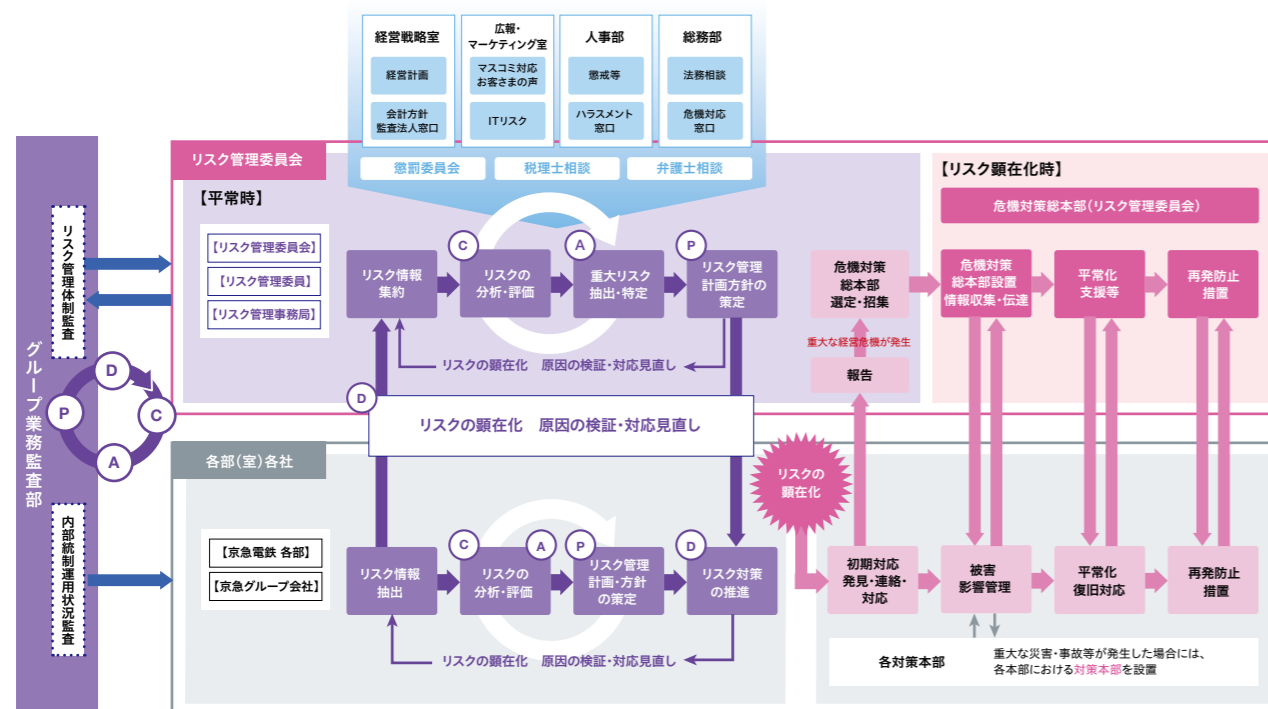 経営戦略室
経営計画
会計方針
監査法人窓口
広報・
マーケティング室
マスコミ対応
お客さまの声
ITリスク
人事部
懲戒等
ハラスメント
窓口
総務部
法務相談
危機対応
窓口
懲罰委員会
税理士相談
弁護士相談
グループ業務監査部
リスク管理体制監査
D
P
C
A
内部統制運用状況監査
リスク管理委員会
【平常時】
【リスク管理委員会】
【リスク管理委員】
【リスク管理事務局】
リスク情報
集約
C
リスクの
分析・評価
A
重大リスク
抽出・特定
P
リスク管理
計画方針の
策定
リスクの顕在化　原因の検証・対応見直し
D
リスクの顕在化　原因の検証・対応見直し
危機対策
総本部
選定・招集
重大な経営危機が発生
報告
【リスク顕在化時】
危機対策総本部（リスク管理委員会）
危機対策
総本部設置
情報収集・伝達
平常化
支援等
再発防止
措置
各部（室）各社
【京急電鉄 各部】
【京急グループ会社】
リスク情報
抽出
C
リスクの
分析・評価
A
P
リスク管理
計画・方針
の策定
D
リスク対策
の推進
リスクの顕在化　原因の検証・対応見直し
リスクの
顕在化
初期対応
発見・連絡・
対応
被害
影響管理
平常化
復旧対応
再発防止
措置
各対策本部
重大な災害・事故等が発生した場合には、
各本部における対策本部を設置